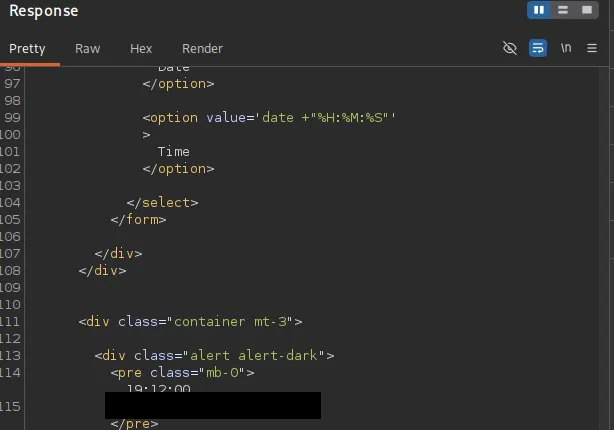 Response
Pretty Raw Hex Render \n
96 Date
97 </option>
98
99 <option value='date +"%H:%M:%S"'
100 >
101 Time
102 </option>
103
104 </select>
105 </form>
106
107 </div>
108 </div>
109
110
111 <div class="container mt-3">
112
113 <div class="alert alert-dark">
114 <pre class="mb-0">
19:12:00
115
</pre>